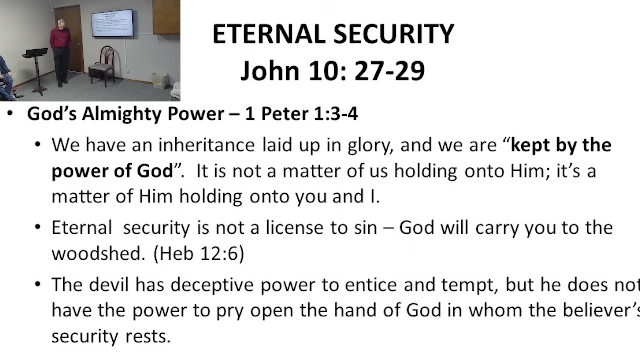 ETERNAL SECURITY
John 10: 27-29
• God's Almighty Power – 1 Peter 1:3-4
• We have an inheritance laid up in glory, and we are "kept by the
power of God". It is not a matter of us holding onto Him; it's a
matter of Him holding onto you and I.
• Eternal security is not a license to sin – God will carry you to the
woodshed. (Heb 12:6)
• The devil has deceptive power to entice and tempt, but he does not
have the power to pry open the hand of God in whom the believer's
security rests.